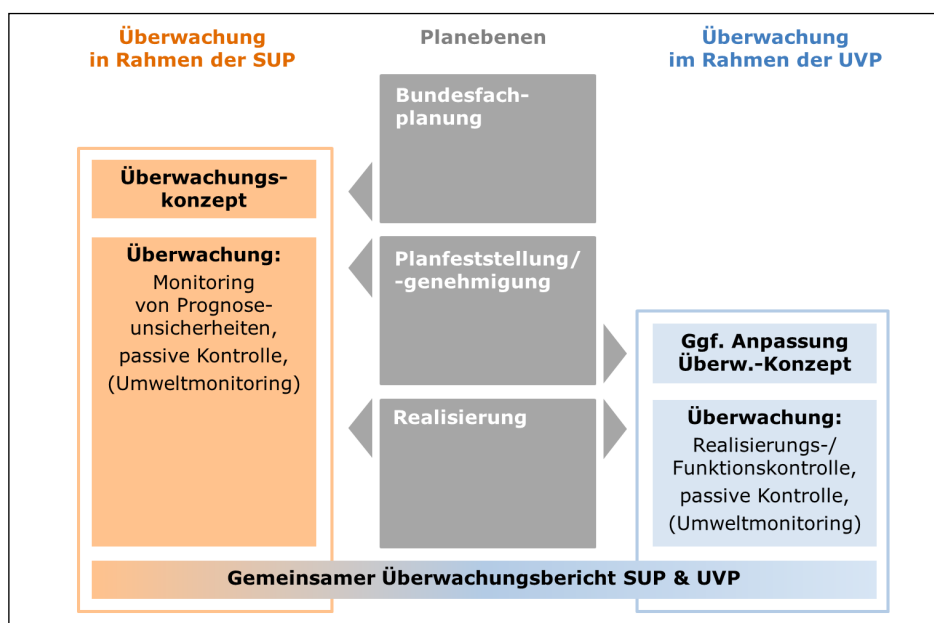 Überwachung
in Rahmen der SUP
Planebenen
Überwachung
im Rahmen der UVP
Bundesfach-
planung
Überwachungs-
konzept
Überwachung:
Monitoring
von Prognose-
unsicherheiten,
passive Kontrolle,
(Umweltmonitoring)
Planfeststellung/
-genehmigung
Ggf. Anpassung
Überw.-Konzept
Realisierung
Überwachung:
Realisierungs-/
Funktionskontrolle,
passive Kontrolle,
(Umweltmonitoring)
Gemeinsamer Überwachungsbericht SUP & UVP